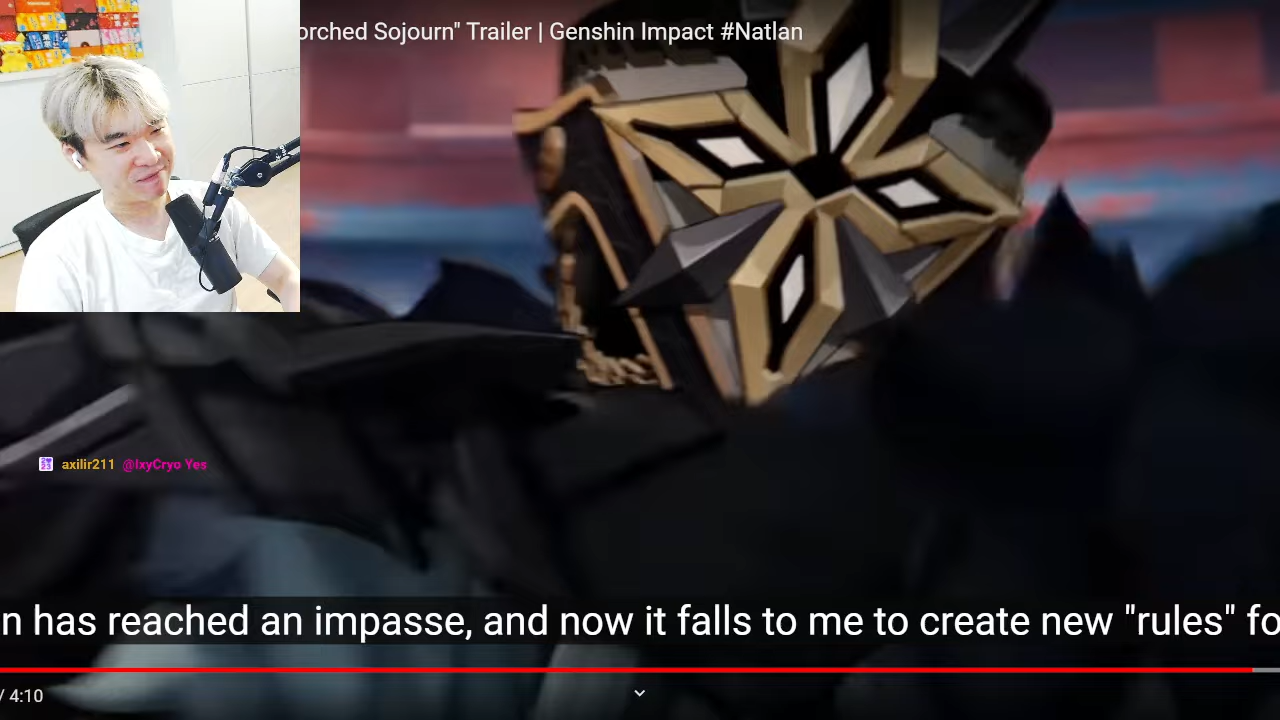 orched Sojourn" Trailer | Genshin Impact #Natlan
axilir211 @IxyCryo Yes
n has reached an impasse, and now it falls to me to create new "rules" fo
/ 4:10